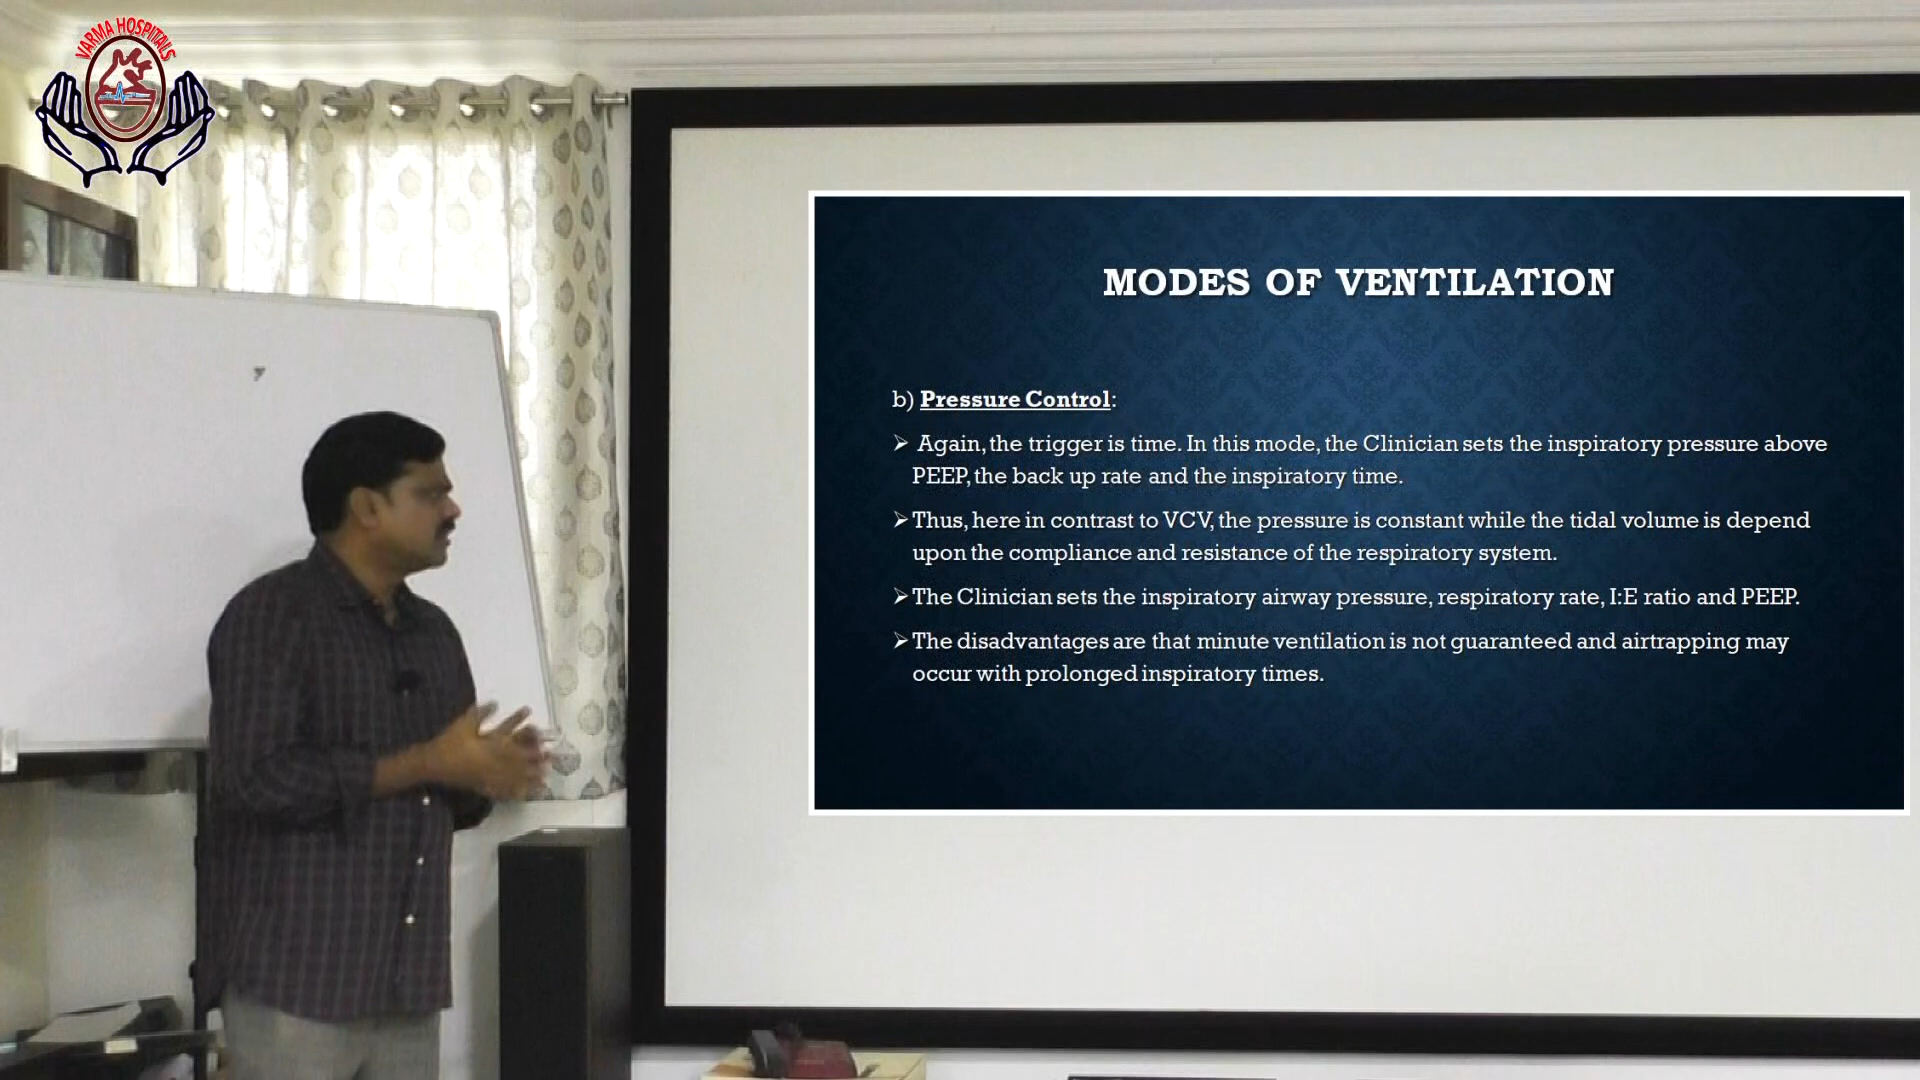 VARMA HOSPITALS
MODES OF VENTILATION
b) Pressure Control:
➢ Again, the trigger is time. In this mode, the Clinician sets the inspiratory pressure above
PEEP, the back up rate and the inspiratory time.
➢ Thus, here in contrast to VCV, the pressure is constant while the tidal volume is depend
upon the compliance and resistance of the respiratory system.
➢ The Clinician sets the inspiratory airway pressure, respiratory rate, I:E ratio and PEEP.
➢ The disadvantages are that minute ventilation is not guaranteed and airtrapping may
occur with prolonged inspiratory times.